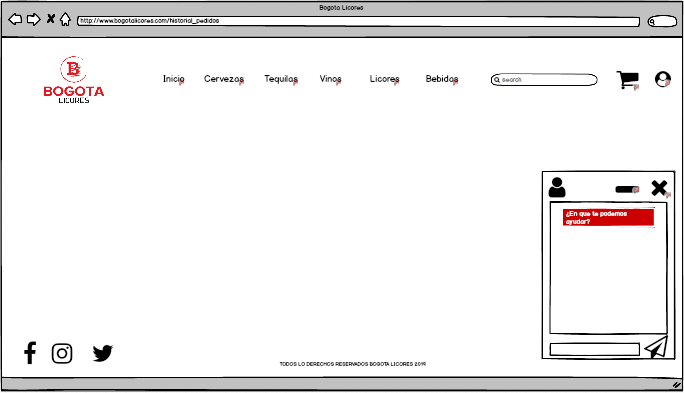 Bogota Licores
http://www.bogotalicores.com/historial_pedidos
BOGOTA
LICORES
Inicio Cervezas Tequilas Vinos Licores Bebidas Search
¿En que te podemos
ayudar?
TODOS LO DERECHOS RESERVADOS BOGOTA LICORES 2019